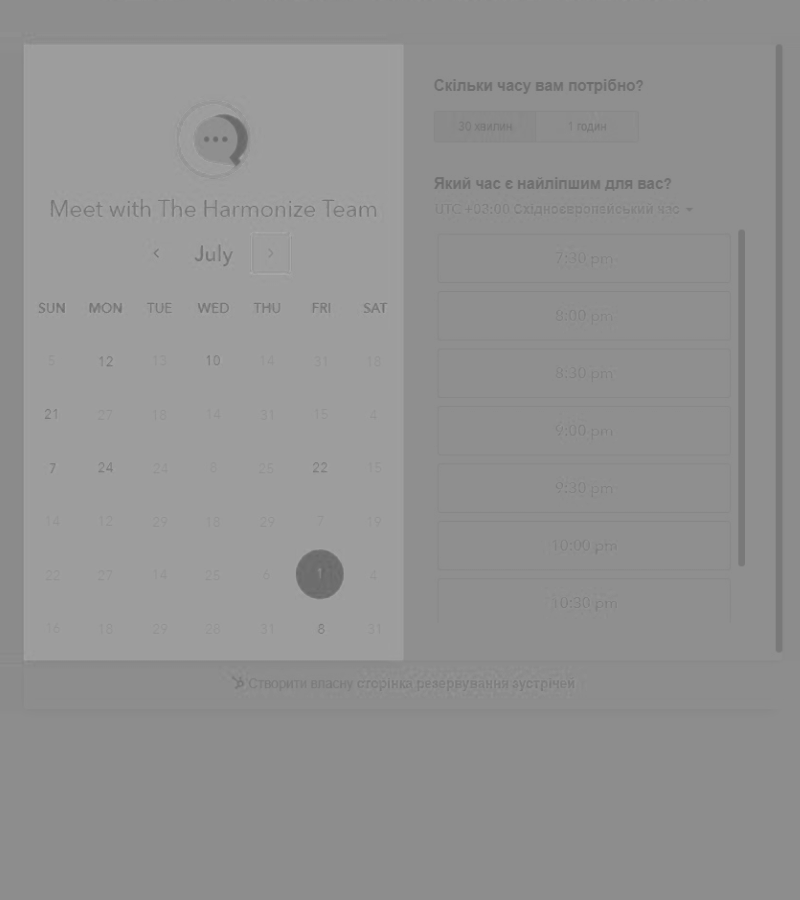 Meet with The Harmonize Team
July
SUN MON TUE WED THU FRI SAT
5 12 13 10 14 31 18
21 27 18 14 31 15 4
7 24 24 8 25 22 15
14 12 29 18 29 7 19
22 27 14 25 6 1 4
16 18 29 28 31 8 31
Скільки часу вам потрібно?
30 хвилин
1 годин
Який час є найліпшим для вас?
UTC +03:00 Східноєвропейський час
7:30 pm
8:00 pm
8:30 pm
9:00 pm
9:30 pm
10:00 pm
10:30 pm
Створити власну сторінка резервування зустрічей